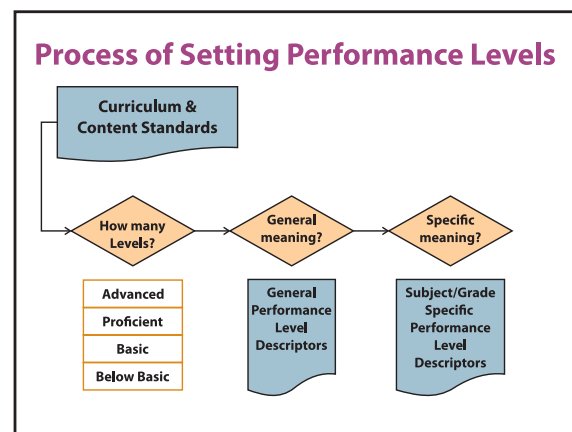 Process of Setting Performance Levels
Curriculum &
Content Standards
How many
Levels?
General
meaning?
Specific
meaning?
Advanced
Proficient
Basic
Below Basic
General
Performance
Level
Descriptors
Subject/Grade
Specific
Performance
Level
Descriptors